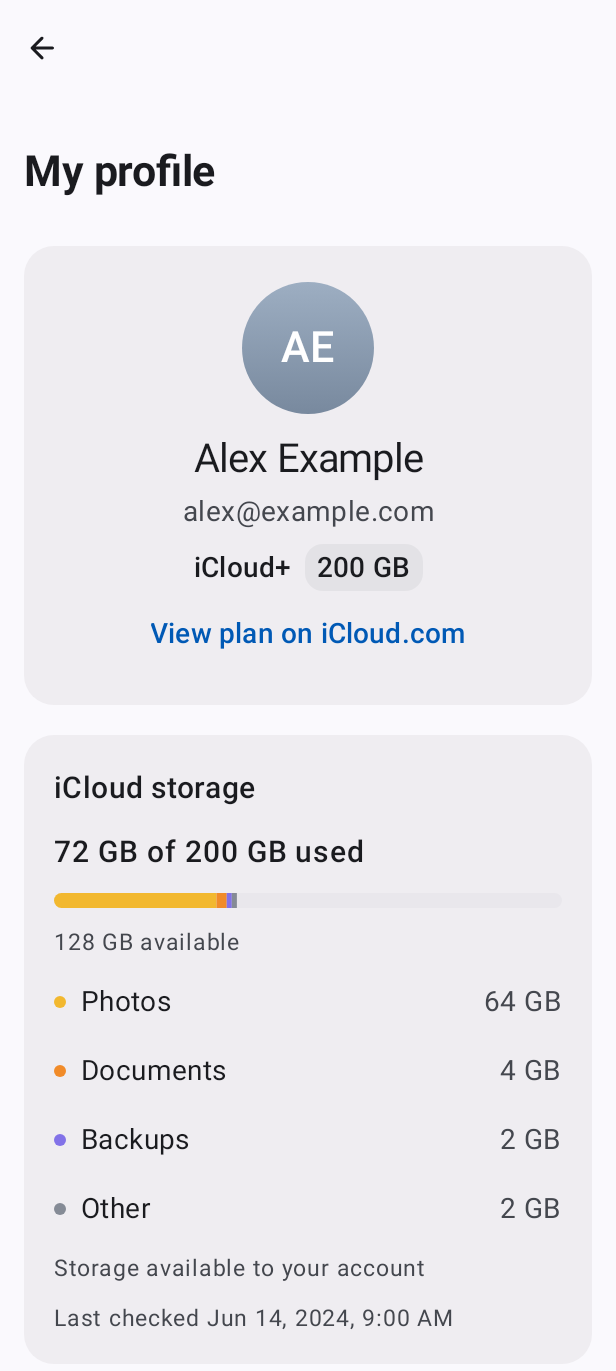 My profile
AE
Alex Example
alex@example.com
iCloud+ 200 GB
View plan on iCloud.com
iCloud storage
72 GB of 200 GB used
128 GB available
Photos 64 GB
Documents 4 GB
Backups 2 GB
Other 2 GB
Storage available to your account
Last checked Jun 14, 2024, 9:00 AM